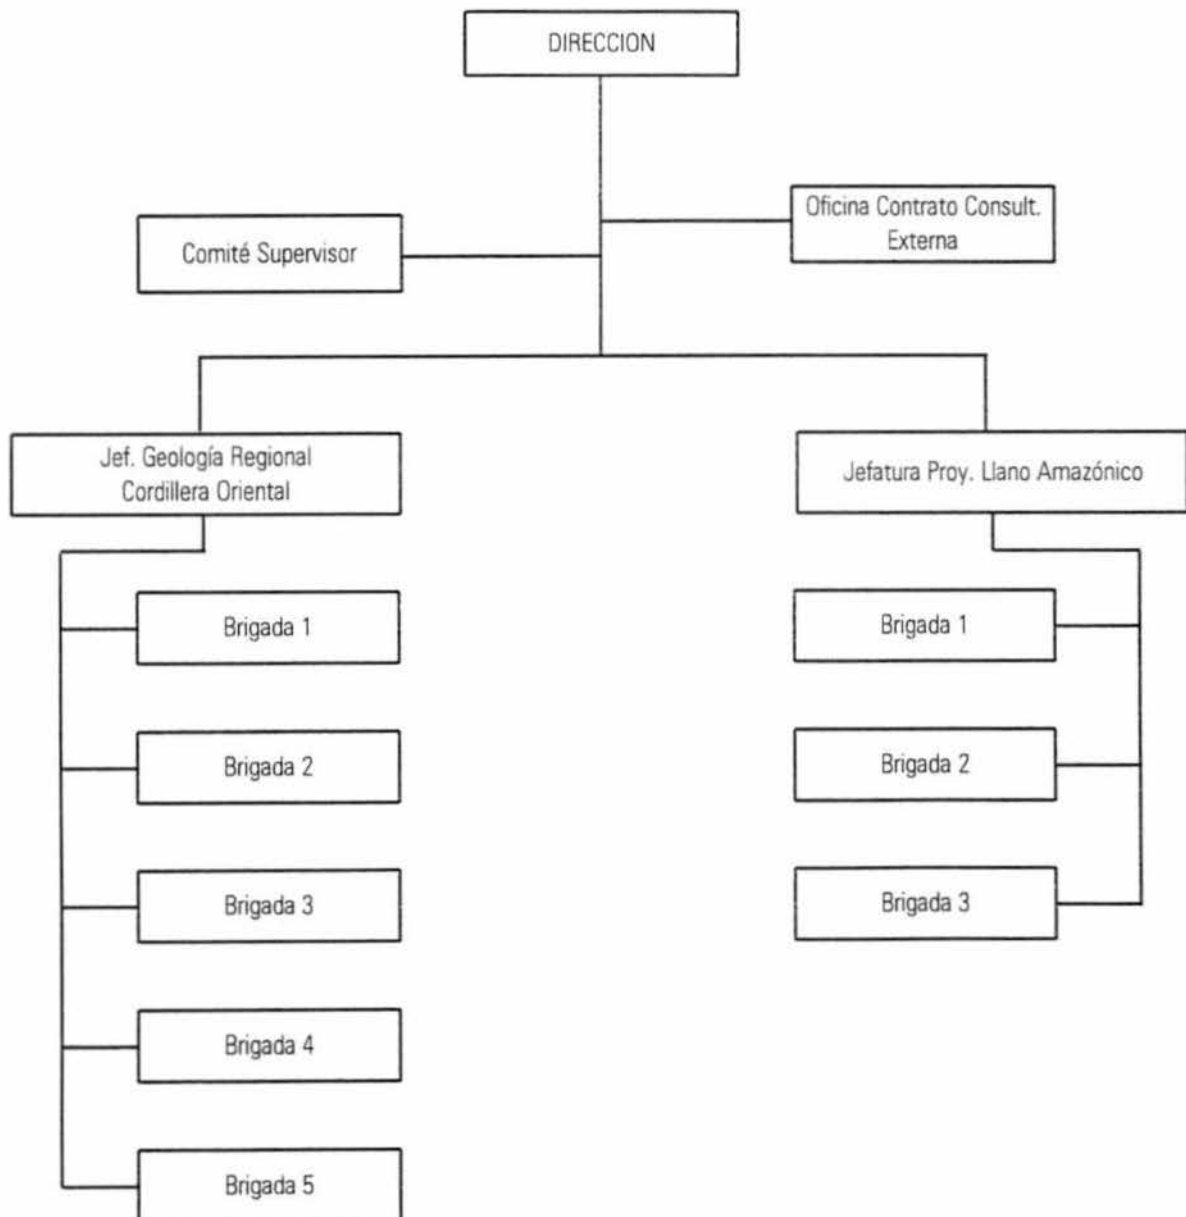 DIRECCION
Oficina Contrato Consult.
Externa
Comité Supervisor
Jef. Geología Regional
Cordillera Oriental
Jefatura Proy. Llano Amazónico
Brigada 1
Brigada 2
Brigada 3
Brigada 4
Brigada 5
Brigada 1
Brigada 2
Brigada 3